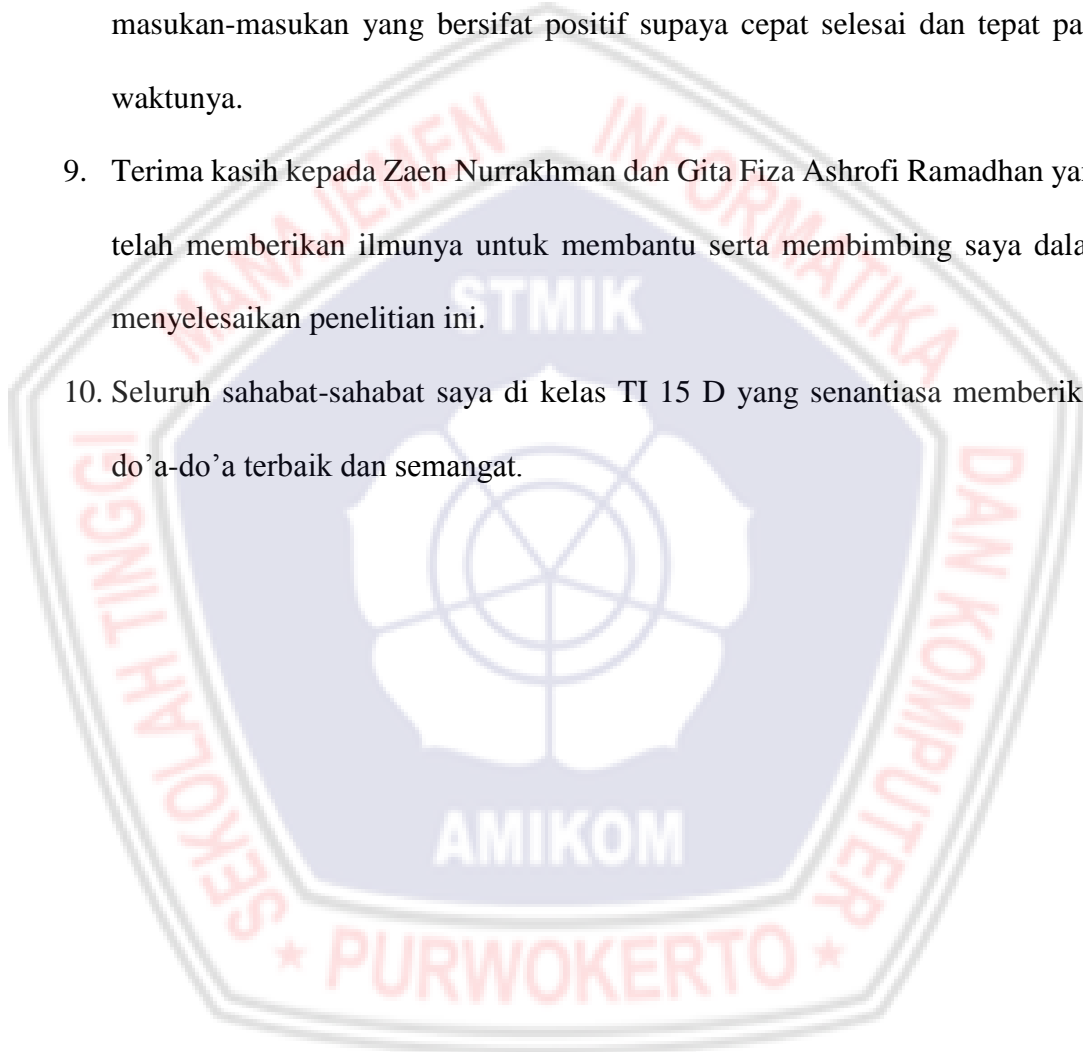 masukan-masukan yang bersifat positif supaya cepat selesai dan tepat pa
waktunya.
9. Terima kasih kepada Zaen Nurrakhman dan Gita Fiza Ashrofi Ramadhan ya
telah memberikan ilmunya untuk membantu serta membimbing saya dala
menyelesaikan penelitian ini.
10. Seluruh sahabat-sahabat saya di kelas TI 15 D yang senantiasa memberik
do’a-do’a terbaik dan semangat.
SEKOLAH TINGGI MANAJEMEN INFORMATIKA DAN KOMPUTER
STMIK
AMIKOM
* PURWOKERTO *